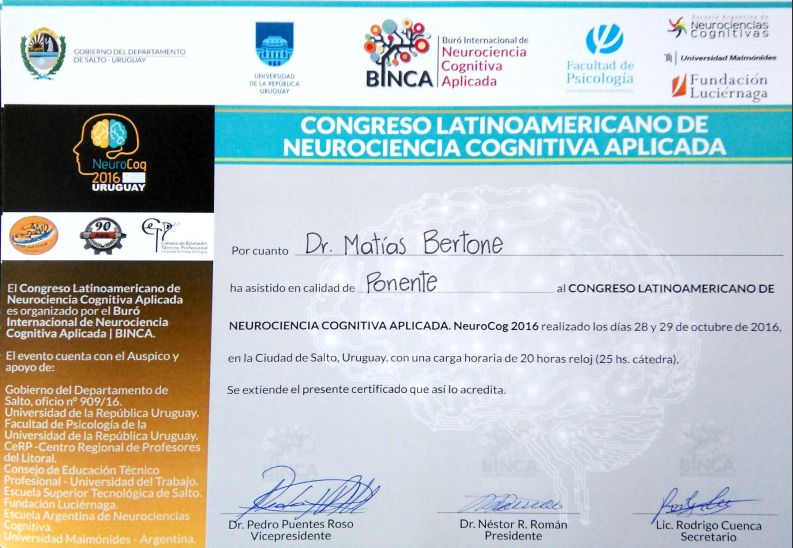 GOBIERNO DEL DEPARTAMENTO
DE SALTO - URUGUAY
UNIVERSIDAD
DE LA REPÚBLICA
URUGUAY
BINCA
Buró Internacional de
Neurociencia
Cognitiva
Aplicada
Facultad de
Psicología
Escuela Argentina de
Neurociencias
Cognitivas
Universidad Maimónides
Fundación
Luciérnaga
NeuroCog
2016
URUGUAY
CONGRESO LATINOAMERICANO DE
NEUROCIENCIA COGNITIVA APLICADA
90
Consejo de Educación
Técnico Profesional
Por cuanto Dr. Matías Bertone
ha asistido en calidad de Ponente al CONGRESO LATINOAMERICANO DE
NEUROCIENCIA COGNITIVA APLICADA. NeuroCog 2016 realizado los días 28 y 29 de octubre de 2016,
en la Ciudad de Salto, Uruguay, con una carga horaria de 20 horas reloj (25 hs. cátedra).
Se extiende el presente certificado que así lo acredita.
El Congreso Latinoamericano de
Neurociencia Cognitiva Aplicada
es organizado por el Buró
Internacional de Neurociencia
Cognitiva Aplicada | BINCA.
El evento cuenta con el Auspico y
apoyo de:
Gobierno del Departamento de
Salto, oficio n° 909/16.
Universidad de la República Uruguay.
Facultad de Psicología de la
Universidad de la República Uruguay.
CeRP -Centro Regional de Profesores
del Litoral.
Consejo de Educación Técnico
Profesional - Universidad del Trabajo.
Escuela Superior Tecnológica de Salto.
Fundación Luciérnaga.
Escuela Argentina de Neurociencias
Cognitiva.
Universidad Maimónides - Argentina.
BINCA
BINCA
BINCA
Dr. Pedro Puentes Roso
Vicepresidente
Dr. Néstor R. Román
Presidente
Lic. Rodrigo Cuenca
Secretario